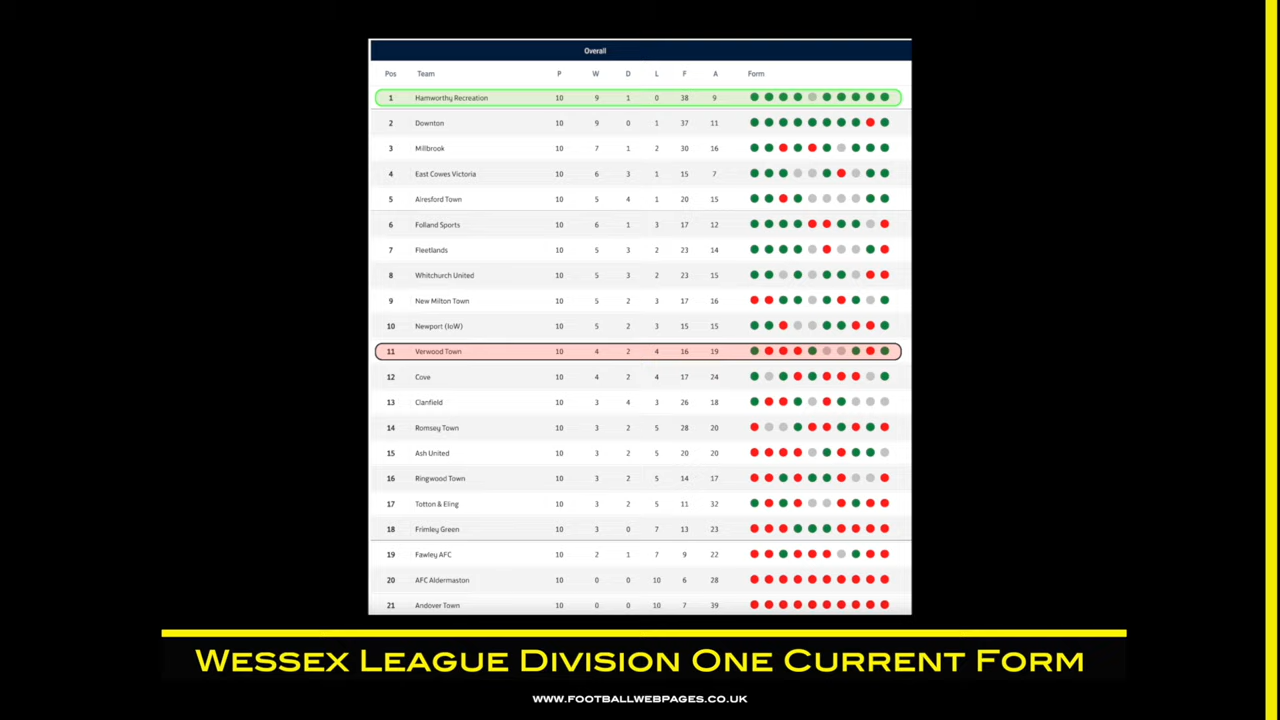 Overall
Pos Team P W D L F A Form
1 Hamworthy Recreation 10 9 1 0 38 9
2 Downton 10 9 0 1 37 11
3 Millbrook 10 7 1 2 30 16
4 East Cowes Victoria 10 6 3 1 15 7
5 Alresford Town 10 5 4 1 20 15
6 Folland Sports 10 6 1 3 17 12
7 Fleetlands 10 5 3 2 23 14
8 Whitchurch United 10 5 3 2 23 15
9 New Milton Town 10 5 2 3 17 16
10 Newport (IoW) 10 5 2 3 15 15
11 Verwood Town 10 4 2 4 16 19
12 Cove 10 4 2 4 17 24
13 Clanfield 10 3 4 3 26 18
14 Romsey Town 10 3 2 5 28 20
15 Ash United 10 3 2 5 20 20
16 Ringwood Town 10 3 2 5 14 17
17 Totton & Eling 10 3 2 5 11 32
18 Frimley Green 10 3 0 7 13 23
19 Fawley AFC 10 2 1 7 9 22
20 AFC Aldermaston 10 0 0 10 6 28
21 Andover Town 10 0 0 10 7 39
Wessex League Division One Current Form
www.footballwebpages.co.uk